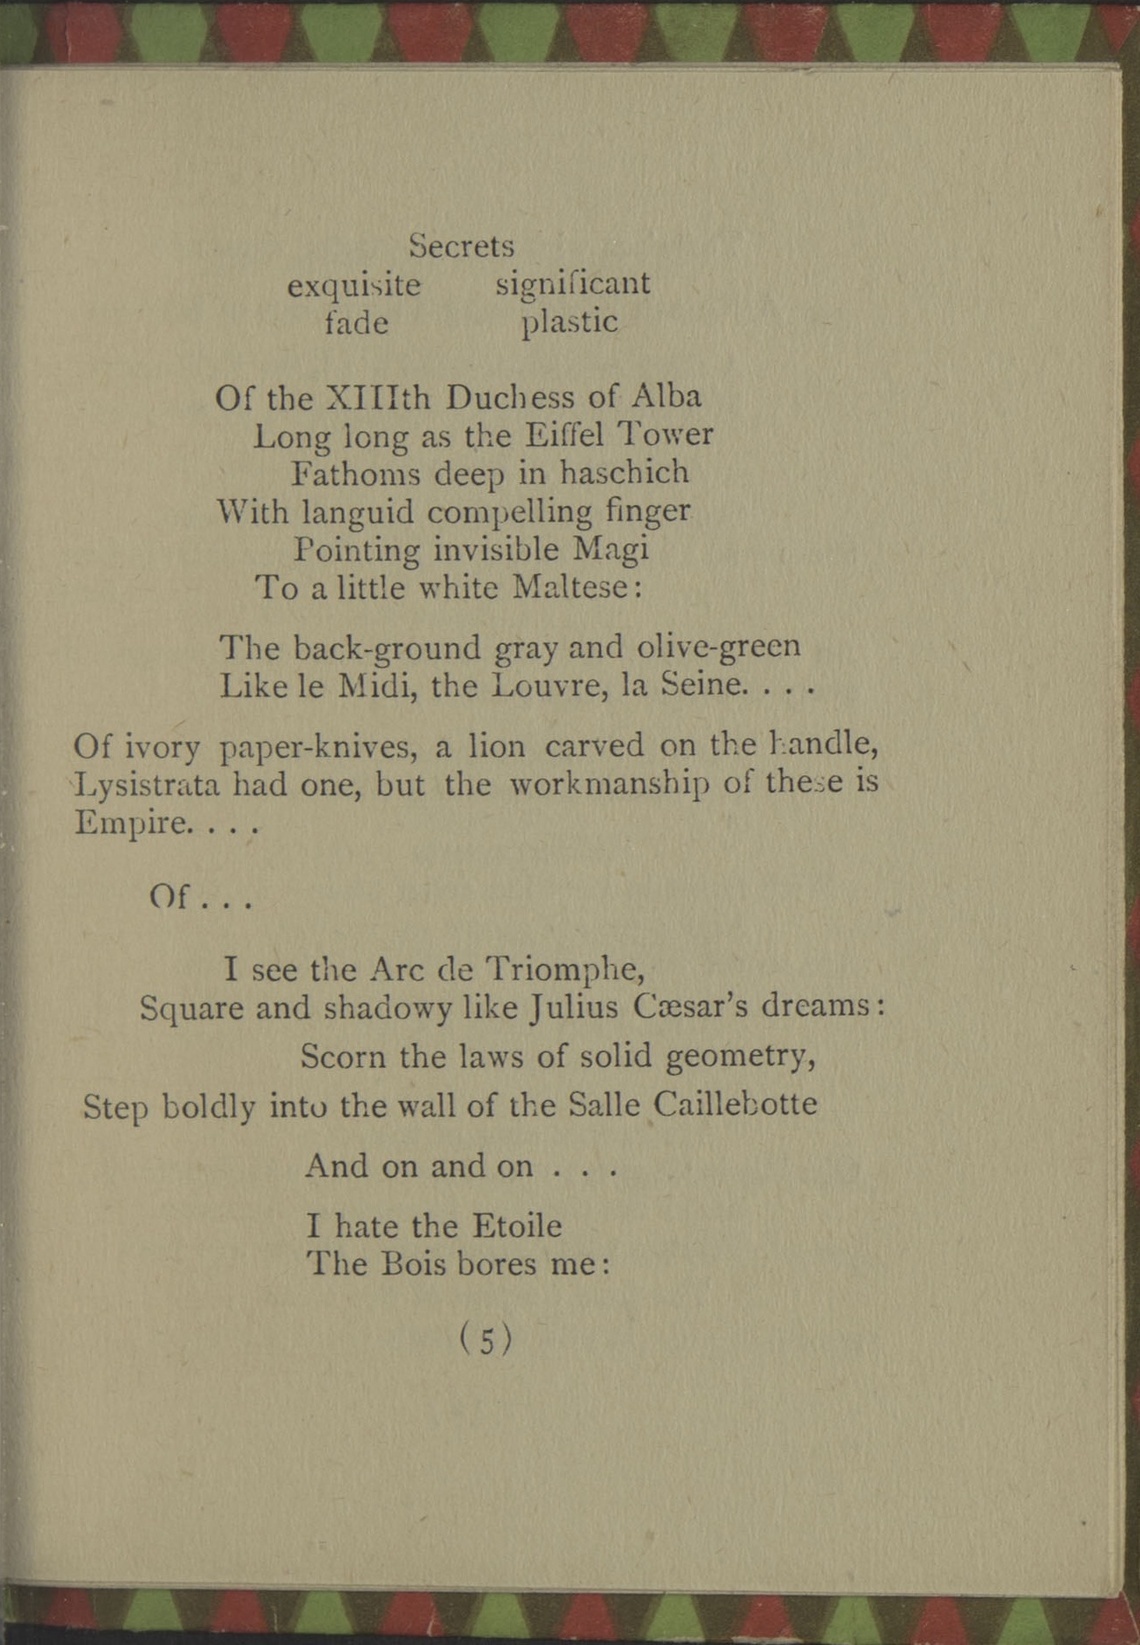 Secrets
exquisite significant
fade plastic
Of the XIIIth Duchess of Alba
Long long as the Eiffel Tower
Fathoms deep in haschich
With languid compelling finger
Pointing invisible Magi
To a little white Maltese:
The back-ground gray and olive-green
Like le Midi, the Louvre, la Seine. . . .
Of ivory paper-knives, a lion carved on the handle,
Lysistrata had one, but the workmanship of these is
Empire. . . .
Of . . .
I see the Arc de Triomphe,
Square and shadowy like Julius Cæsar's dreams:
Scorn the laws of solid geometry,
Step boldly into the wall of the Salle Caillebotte
And on and on . . .
I hate the Etoile
The Bois bores me:
(5)